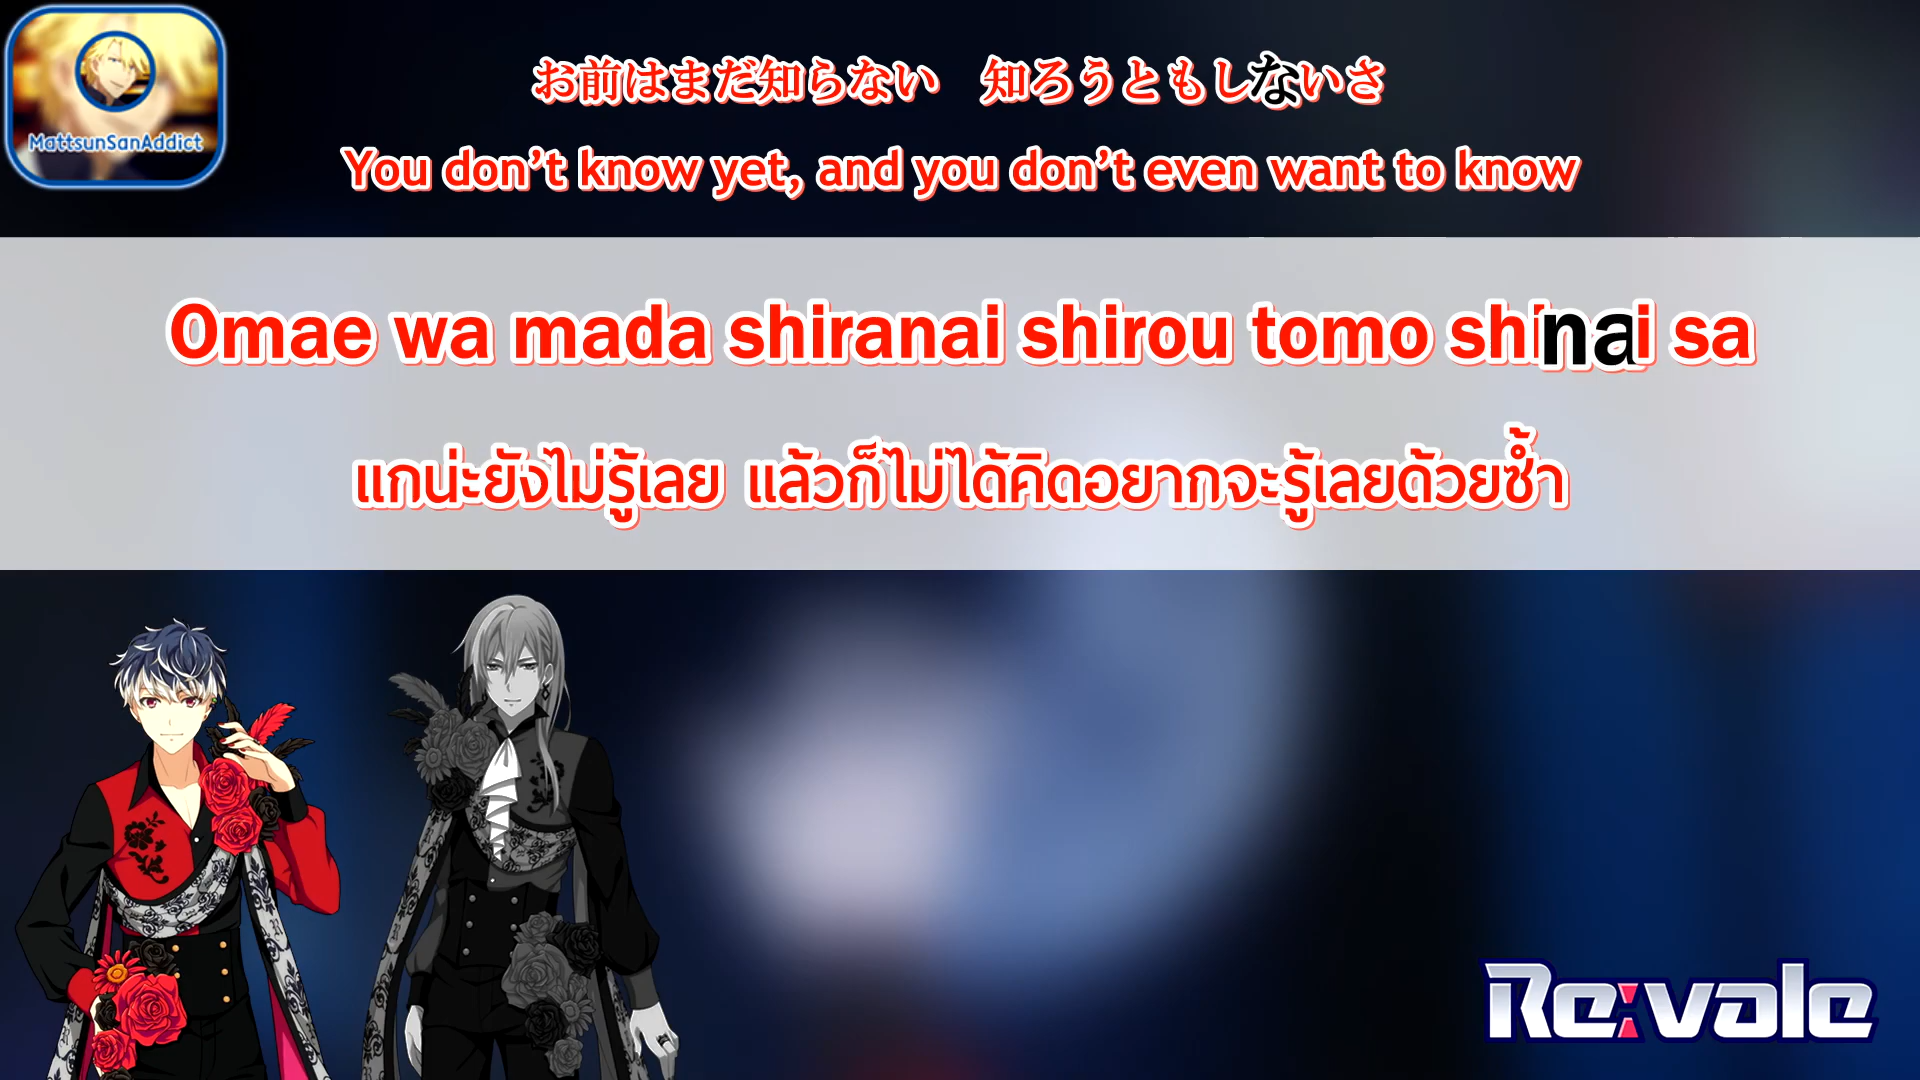 MattsunSanAddict
お前はまだ知らない　知ろうともしないさ
You don’t know yet, and you don’t even want to know
Omae wa mada shiranai shirou tomo shinai sa
แกน่ะยังไม่รู้เลย แล้วก็ไม่ได้คิดอยากจะรู้เลยด้วยซ้ำ
Re:vale